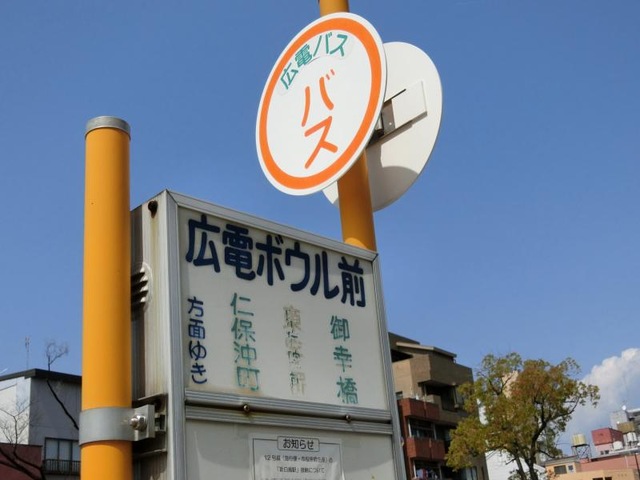 広電バス
バス
広電ボウル前
御幸橋
仁保沖町
方面ゆき
お知らせ